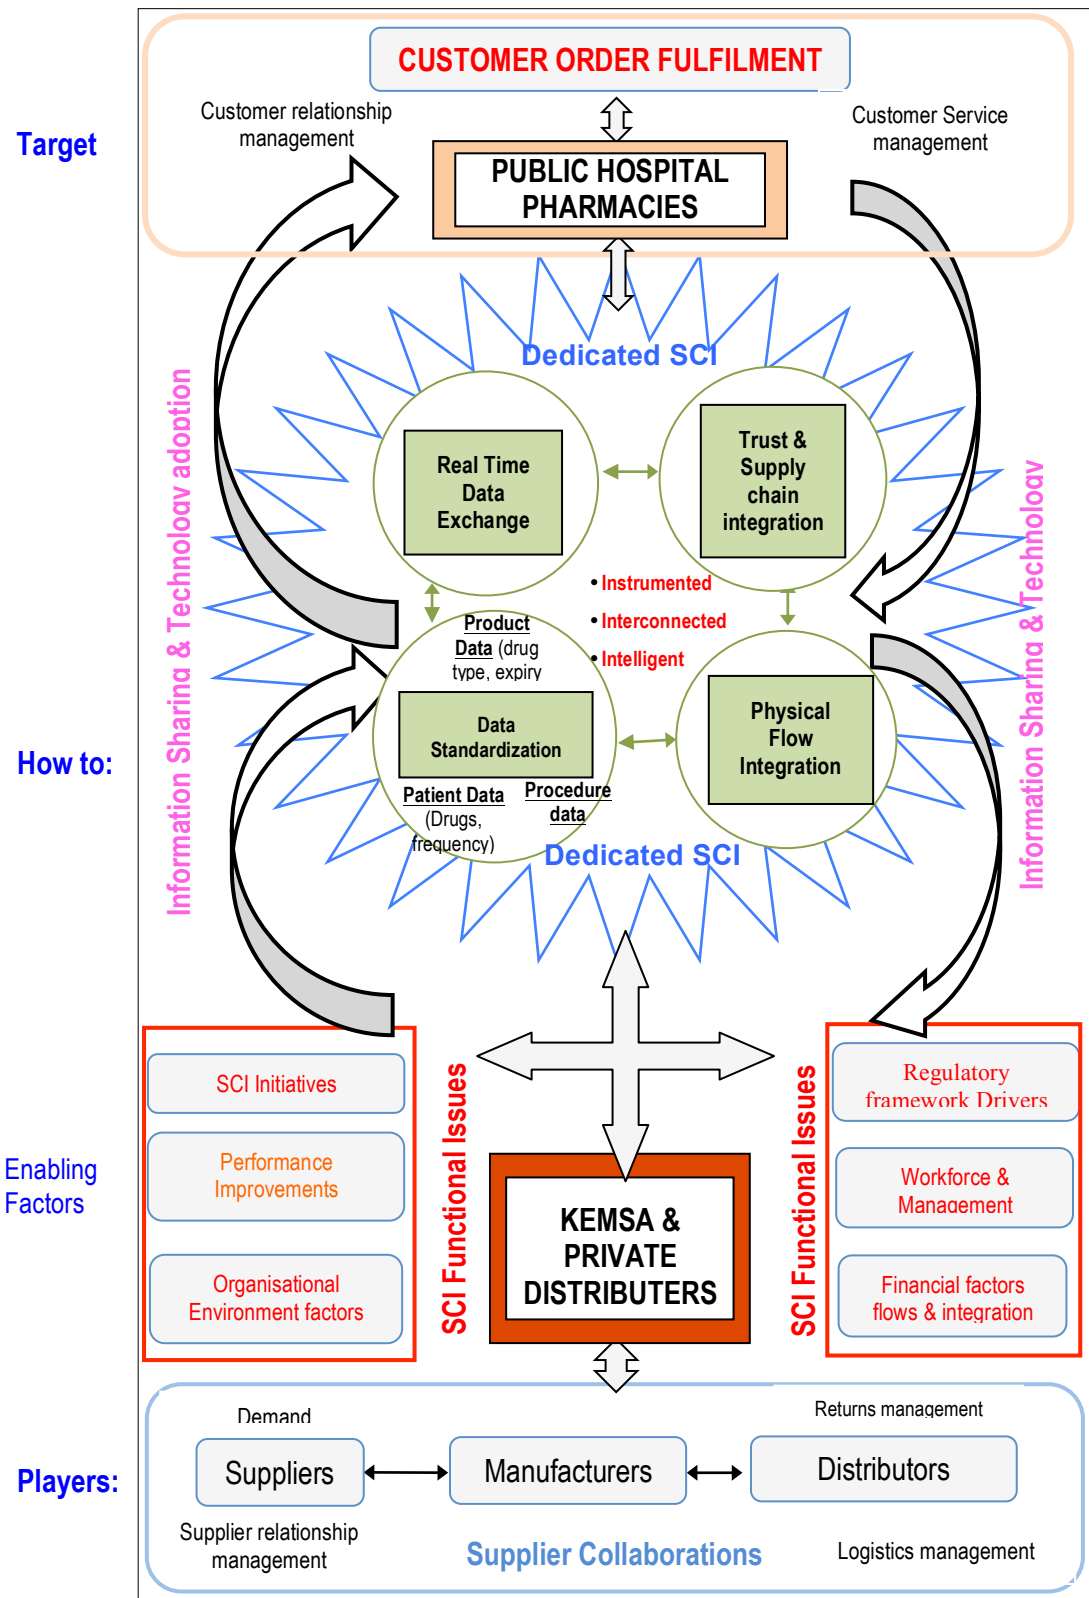 CUSTOMER ORDER FULFILMENT
Customer relationship
management
Customer Service
management
Target
PUBLIC HOSPITAL
PHARMACIES
Dedicated SCI
Information Sharing & Technology adoption
Real Time
Data
Exchange
Trust &
Supply
chain
integration
Information Sharing & Technology
• Instrumented
• Interconnected
• Intelligent
Product
Data (drug
type, expiry
Data
Standardization
Patient Data
(Drugs,
frequency)
Procedure
data
Physical
Flow
Integration
How to:
Dedicated SCI
SCI Initiatives
Performance
Improvements
Organisational
Environment factors
SCI Functional Issues
SCI Functional Issues
Regulatory
framework Drivers
Workforce &
Management
Financial factors
flows & integration
Enabling
Factors
KEMSA &
PRIVATE
DISTRIBUTERS
Demand
Returns management
Players:
Suppliers
Manufacturers
Distributors
Supplier relationship
management
Supplier Collaborations
Logistics management